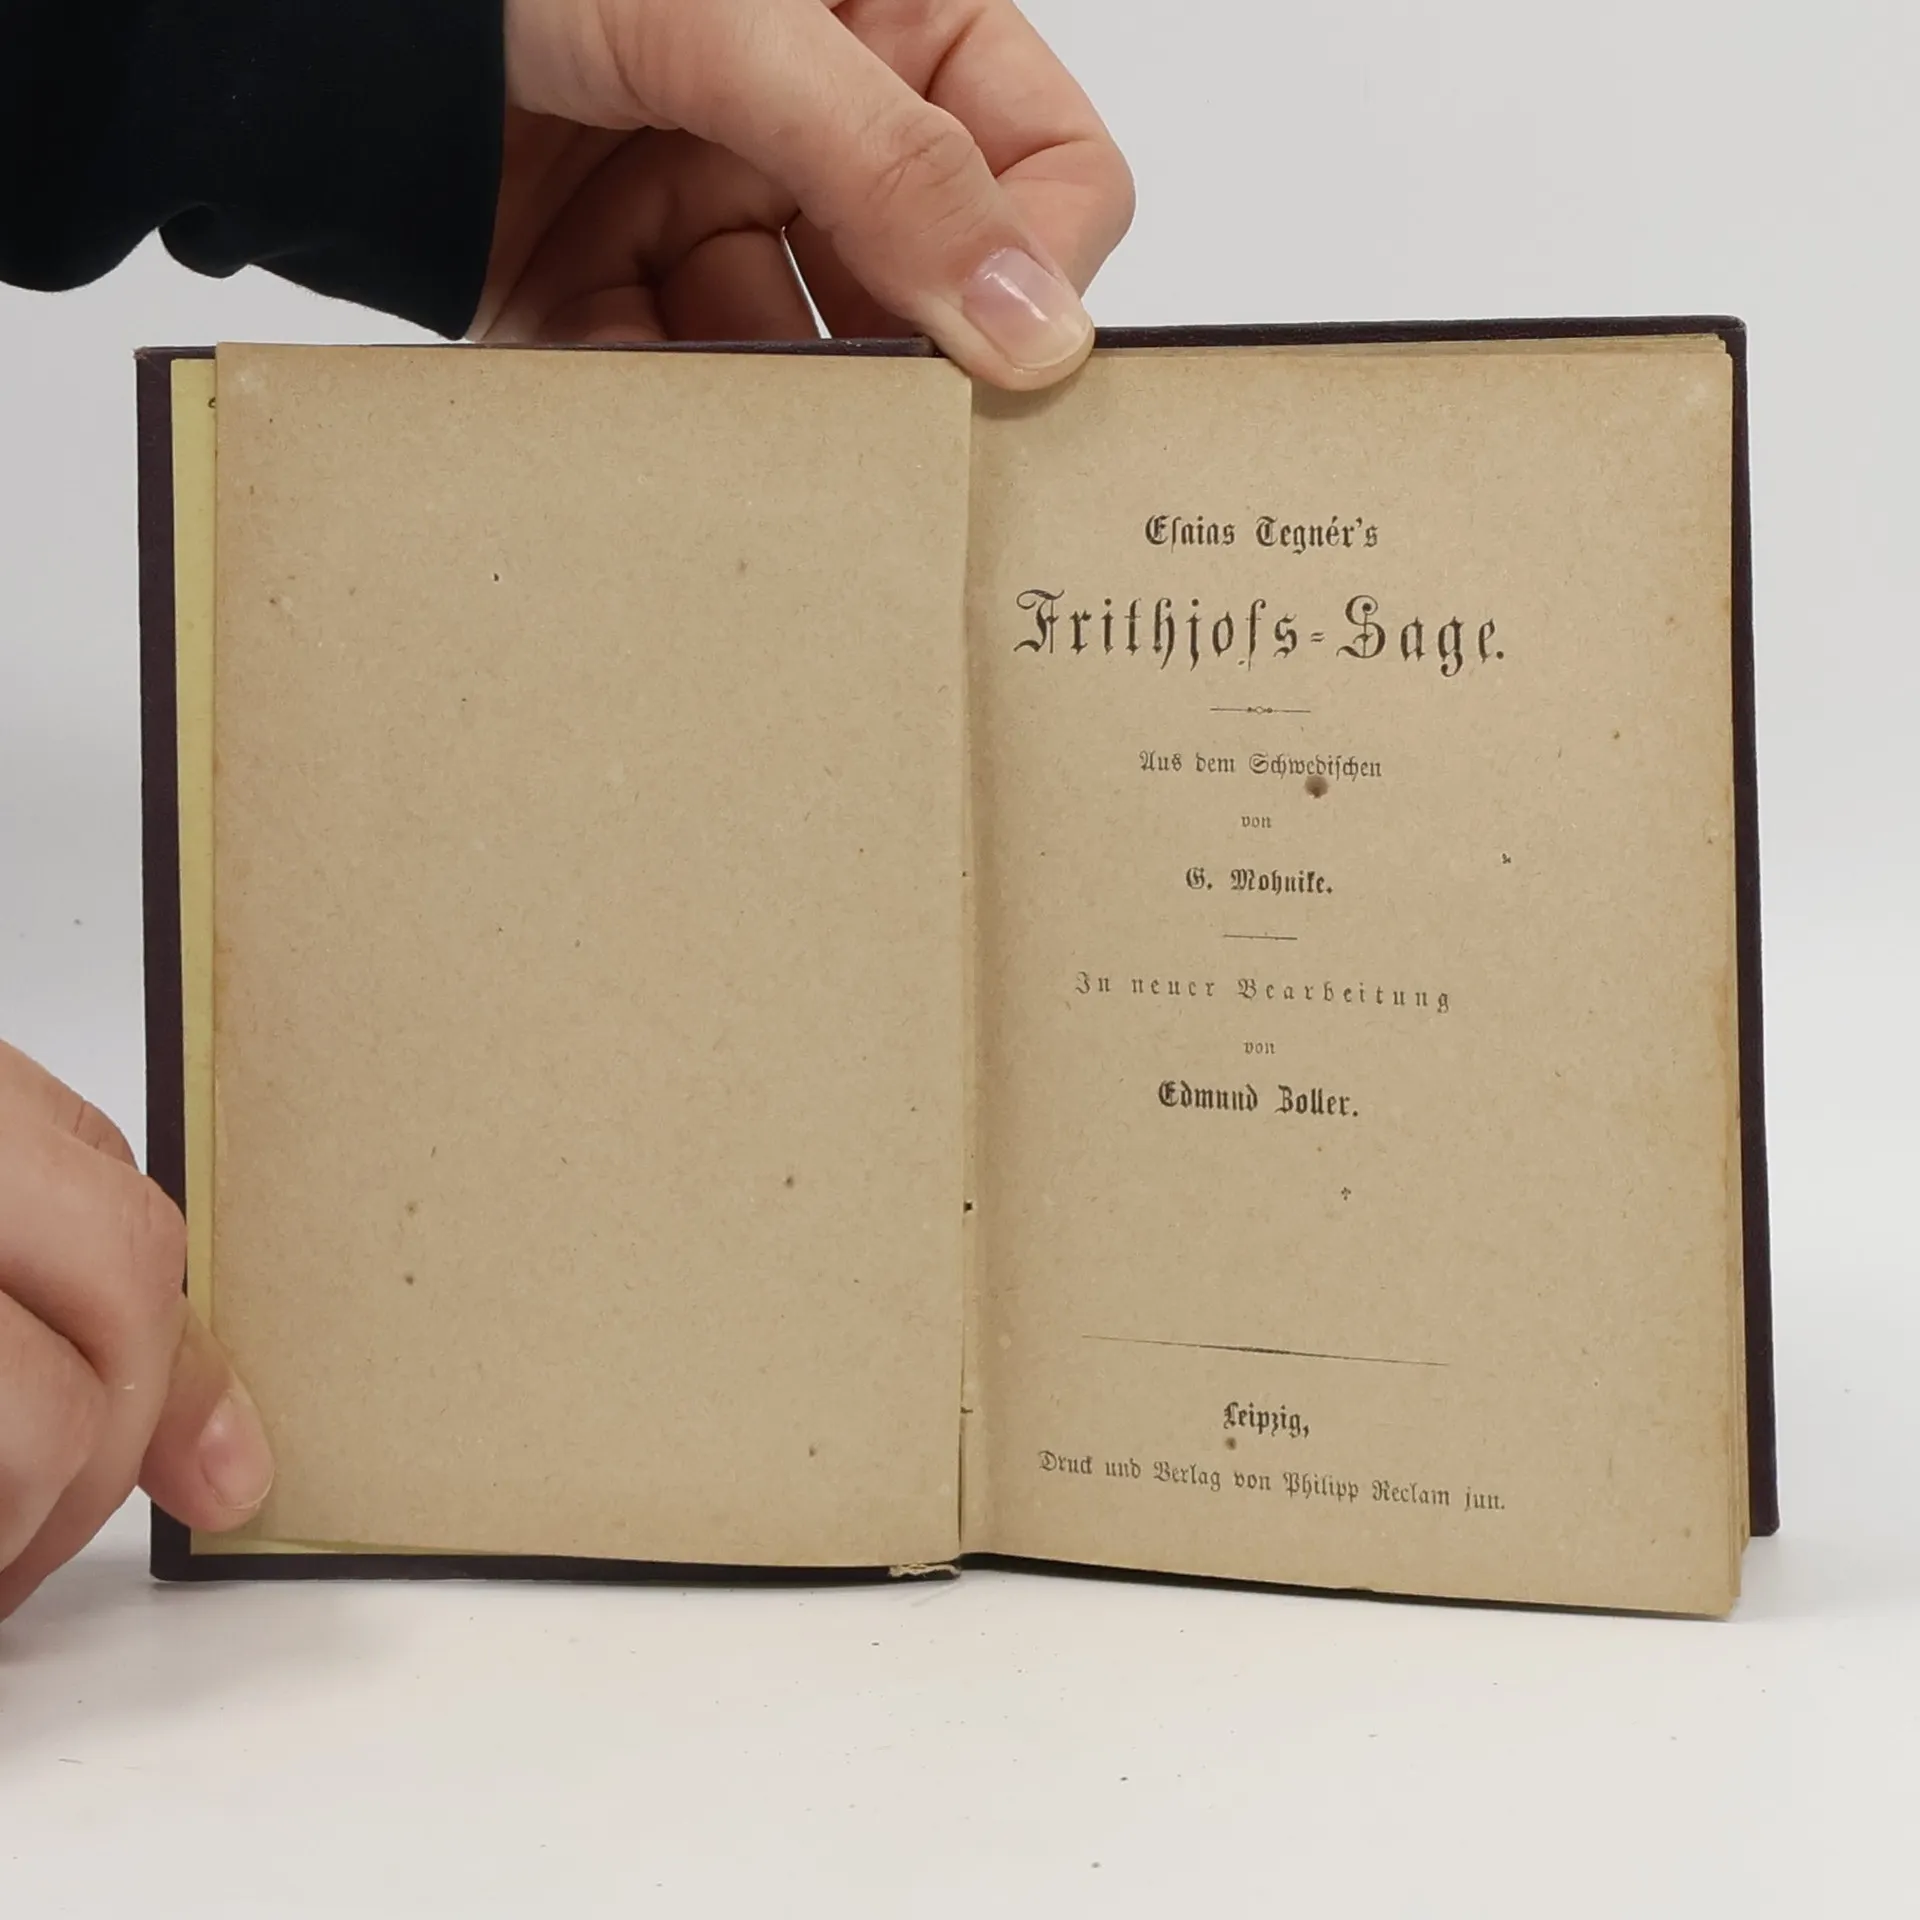 Eſaias Tegnér's
Frithjofs-Sage.
Aus dem Schwediſchen
von
G. Mohnike.
In neuer Bearbeitung
von
Edmund Zoller.
Leipzig,
Druck und Verlag von Philipp Reclam jun.